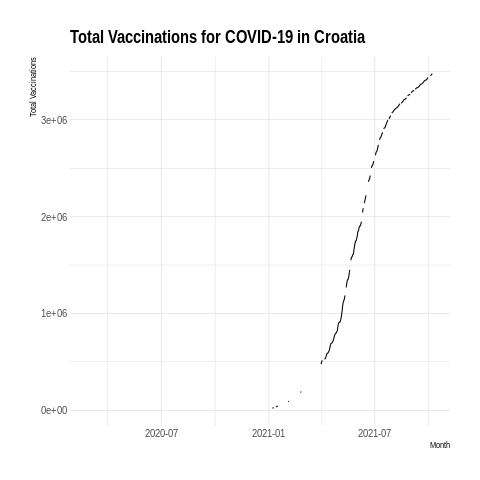 Total Vaccinations for COVID-19 in Croatia
Total Vaccinations
3e+06
2e+06
1e+06
0e+00
2020-07
2021-01
2021-07
Month